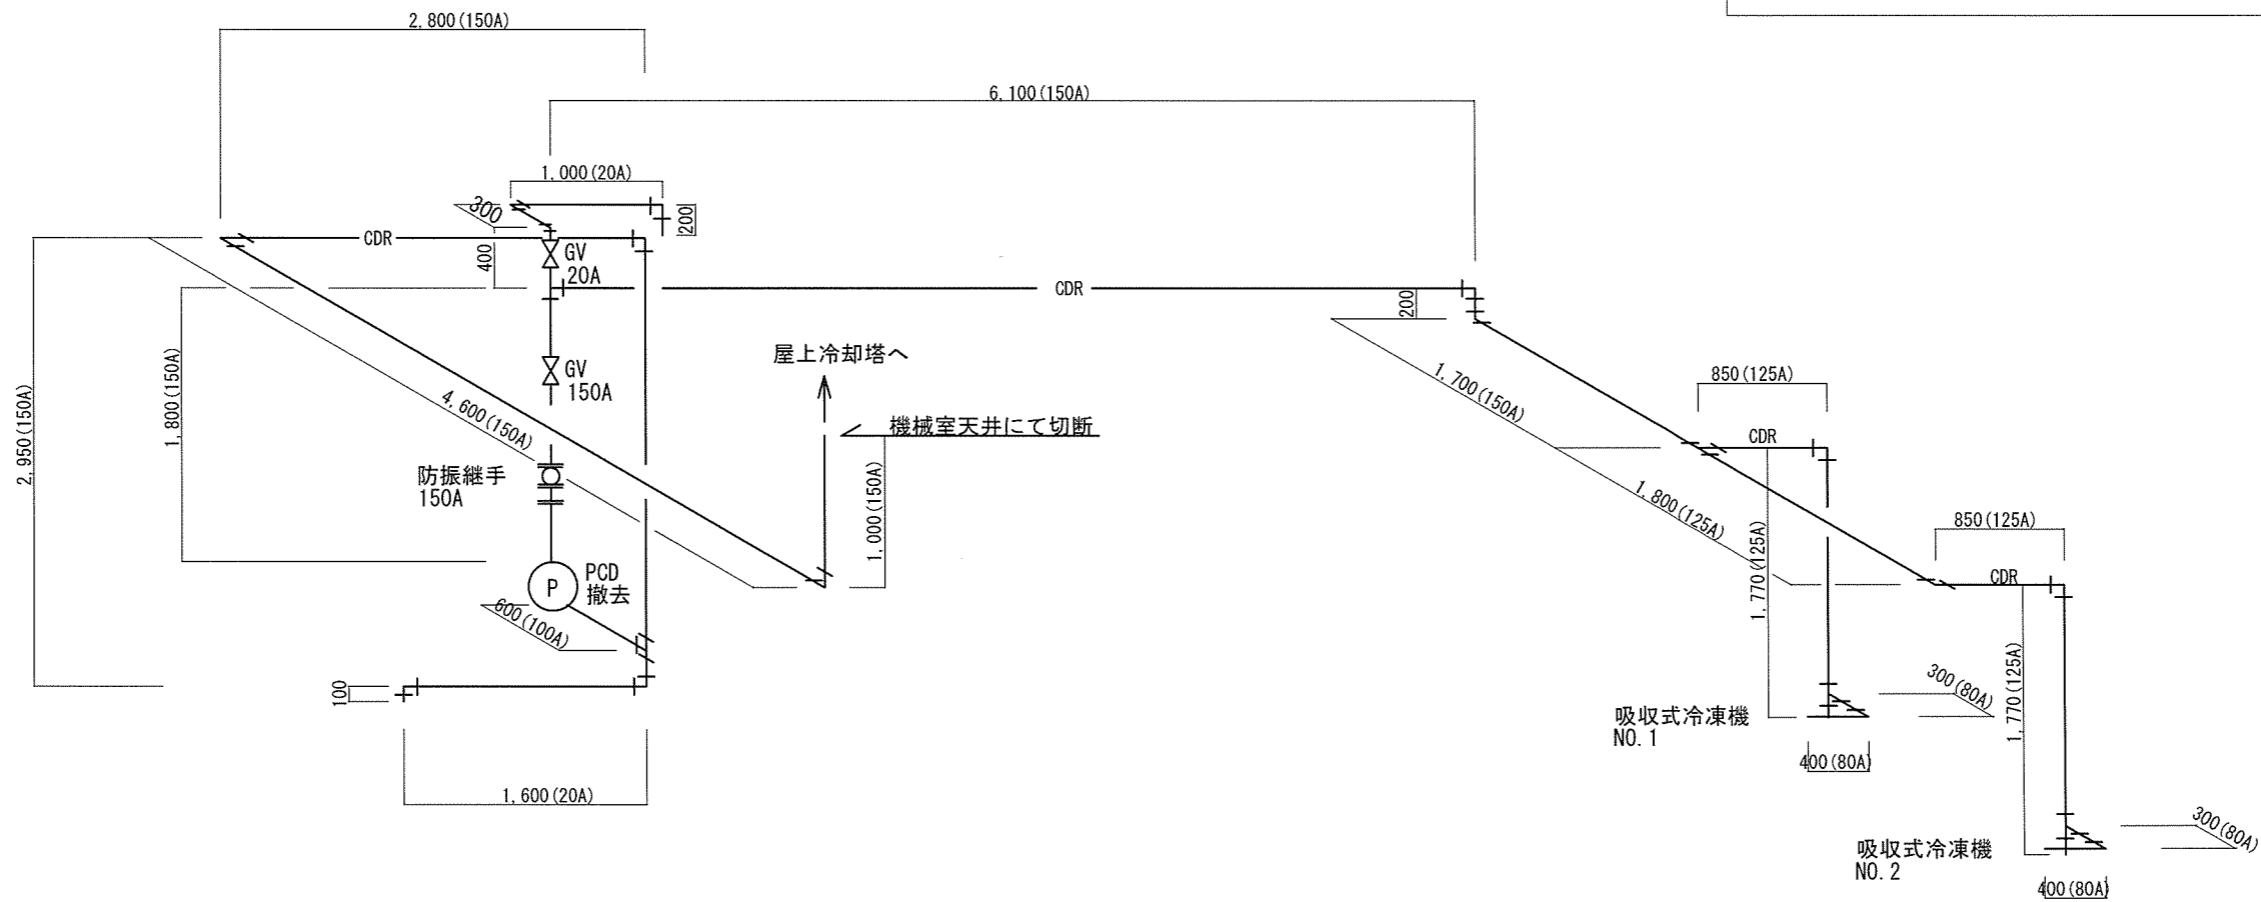 2,800(150A)
6,100(150A)
1,000(20A)
300
200
CDR
400
GV
20A
CDR
200
2,950(150A)
1,800(150A)
屋上冷却塔へ
GV
150A
4,600(150A)
機械室天井にて切断
1,700(150A)
850(125A)
CDR
防振継手
150A
1,000(150A)
1,800(125A)
850(125A)
1,770(125A)
PCD
撤去
P
600(100A)
CDR
100
300(80A)
1,770(125A)
吸収式冷凍機
NO.1
400(80A)
1,600(20A)
300(80A)
吸収式冷凍機
NO.2
400(80A)